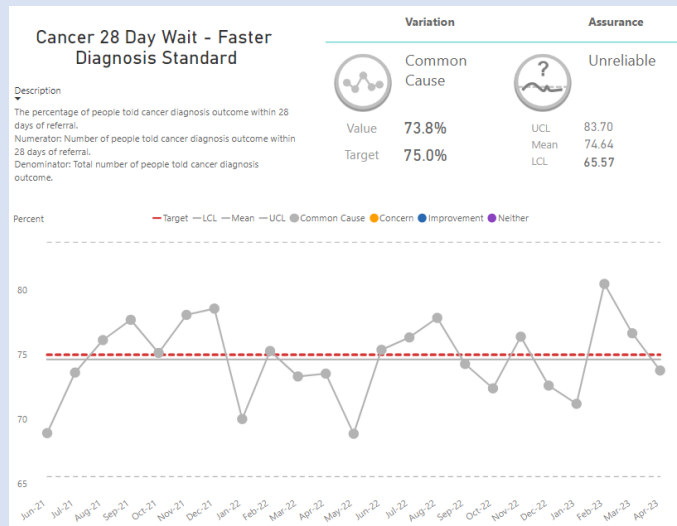 Cancer 28 Day Wait - Faster
Diagnosis Standard
Description
The percentage of people told cancer diagnosis outcome within 28
days of referral.
Numerator: Number of people told cancer diagnosis outcome within
28 days of referral.
Denominator: Total number of people told cancer diagnosis
outcome.
Variation
Assurance
Common
Cause
?
Unreliable
Value 73.8%
Target 75.0%
UCL 83.70
Mean 74.64
LCL 65.57
Percent
Target LCL Mean UCL Common Cause Concern Improvement Neither
80
75
70
65
Jun-21 Jul-21 Aug-21 Sep-21 Oct-21 Nov-21 Dec-21 Jan-22 Feb-22 Mar-22 Apr-22 May-22 Jun-22 Jul-22 Aug-22 Sep-22 Oct-22 Nov-22 Dec-22 Jan-23 Feb-23 Mar-23 Apr-23